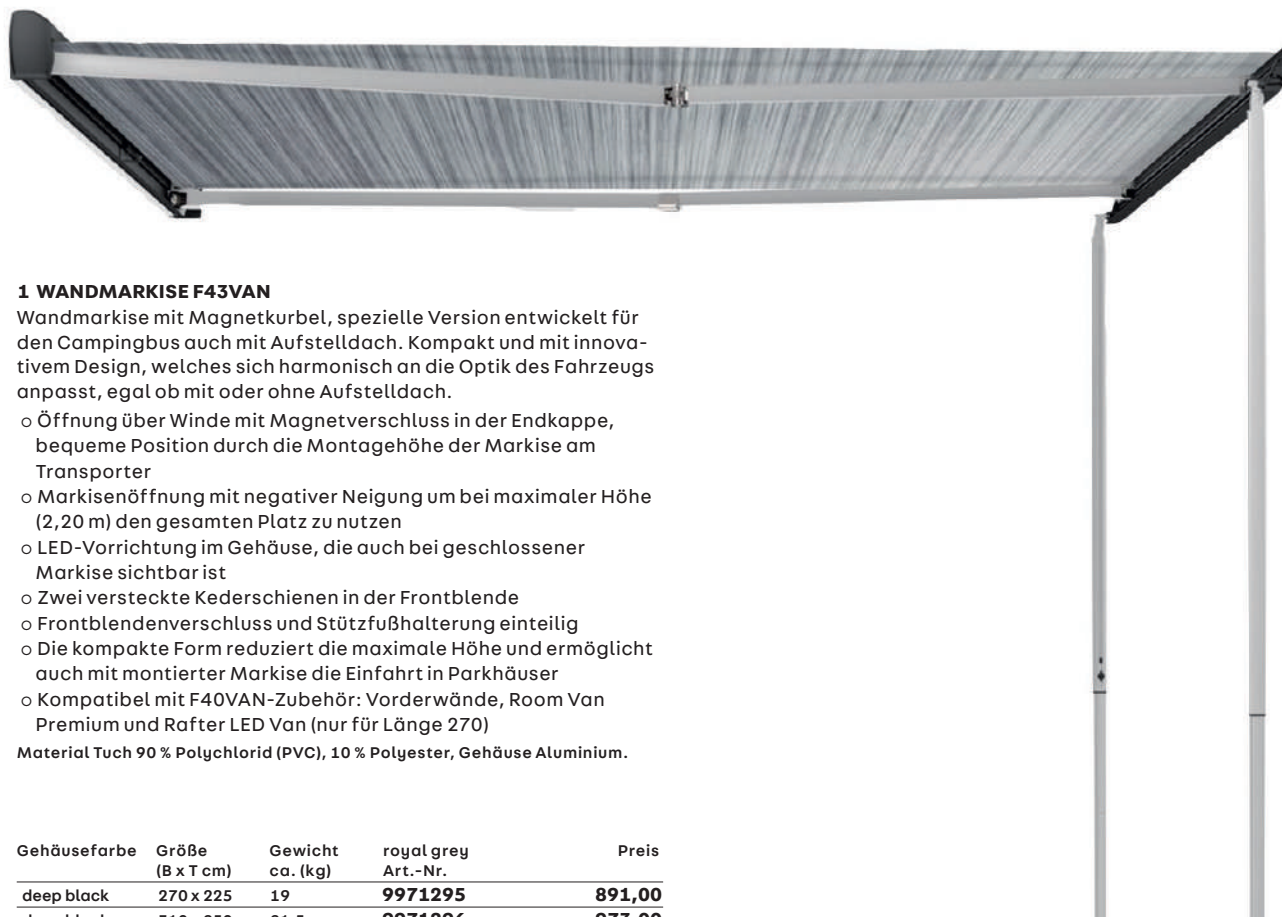 1 WANDMARKISE F43VAN
Wandmarkise mit Magnetkurbel, spezielle Version entwickelt für
den Campingbus auch mit Aufstelldach. Kompakt und mit innova-
tivem Design, welches sich harmonisch an die Optik des Fahrzeugs
anpasst, egal ob mit oder ohne Aufstelldach.
o Öffnung über Winde mit Magnetverschluss in der Endkappe,
bequeme Position durch die Montagehöhe der Markise am
Transporter
o Markisenöffnung mit negativer Neigung um bei maximaler Höhe
(2,20 m) den gesamten Platz zu nutzen
o LED-Vorrichtung im Gehäuse, die auch bei geschlossener
Markise sichtbar ist
o Zwei versteckte Kederschienen in der Frontblende
o Frontblendenverschluss und Stützfußhalterung einteilig
o Die kompakte Form reduziert die maximale Höhe und ermöglicht
auch mit montierter Markise die Einfahrt in Parkhäuser
o Kompatibel mit F40VAN-Zubehör: Vorderwände, Room Van
Premium und Rafter LED Van (nur für Länge 270)
Material Tuch 90 % Polychlorid (PVC), 10 % Polyester, Gehäuse Aluminium.
Gehäusefarbe Größe (B x T cm) Gewicht ca. (kg) royal grey Art.-Nr. Preis
deep black 270 x 225 19 9971295 891,00